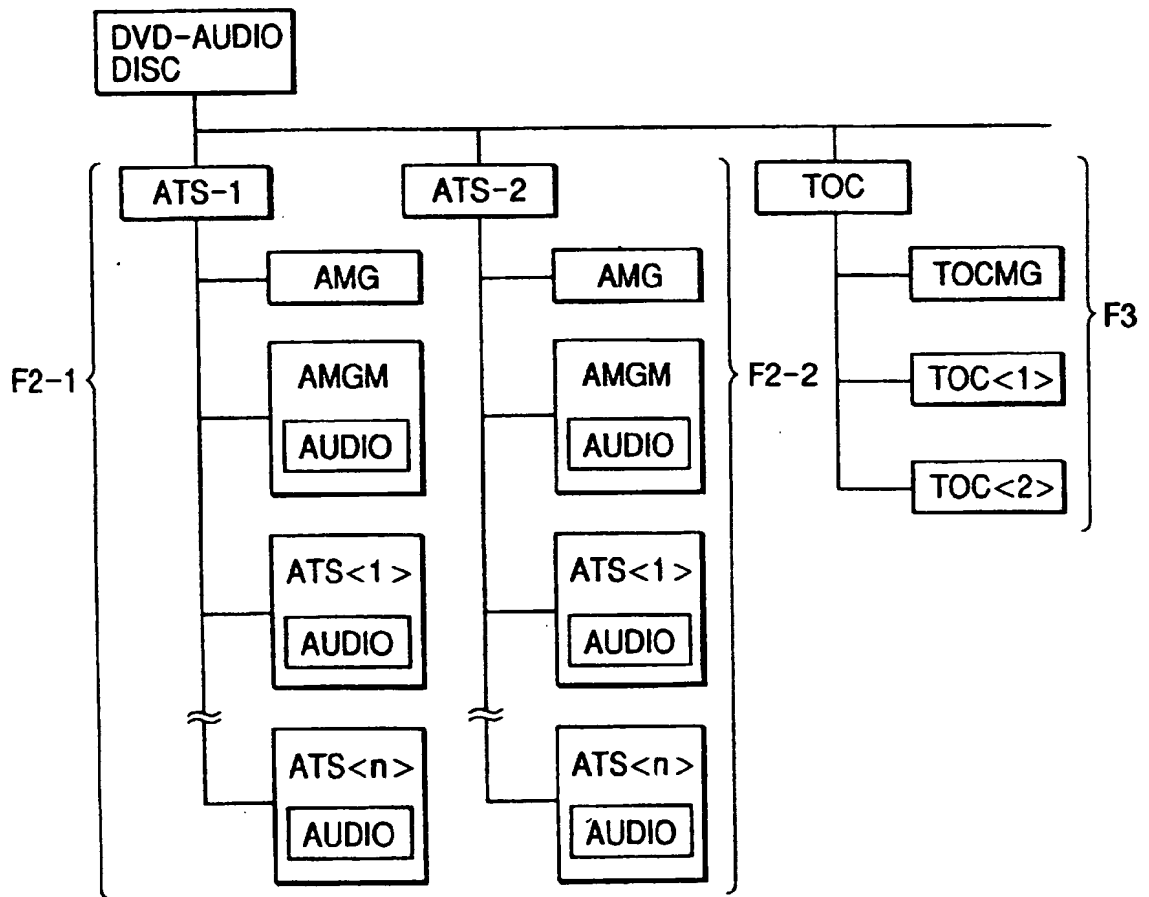 DVD-AUDIO
DISC
ATS-1
ATS-2
TOC
AMG
AMG
TOCMG
F3
F2-1
AMGM
AUDIO
AMGM
AUDIO
F2-2
TOC<1>
TOC<2>
ATS<1>
AUDIO
ATS<1>
AUDIO
ATS<n>
AUDIO
ATS<n>
AUDIO